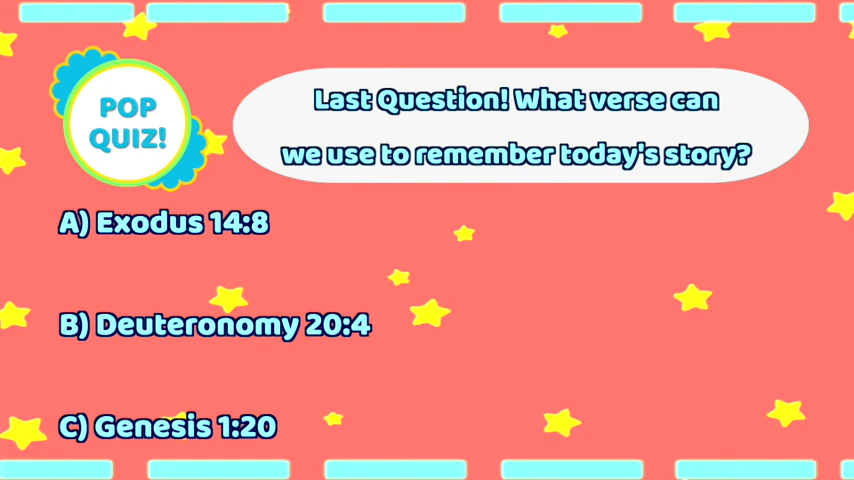 POP
QUIZ!
Last Question! What verse can
we use to remember today's story?
A) Exodus 14:8
B) Deuteronomy 20:4
C) Genesis 1:20